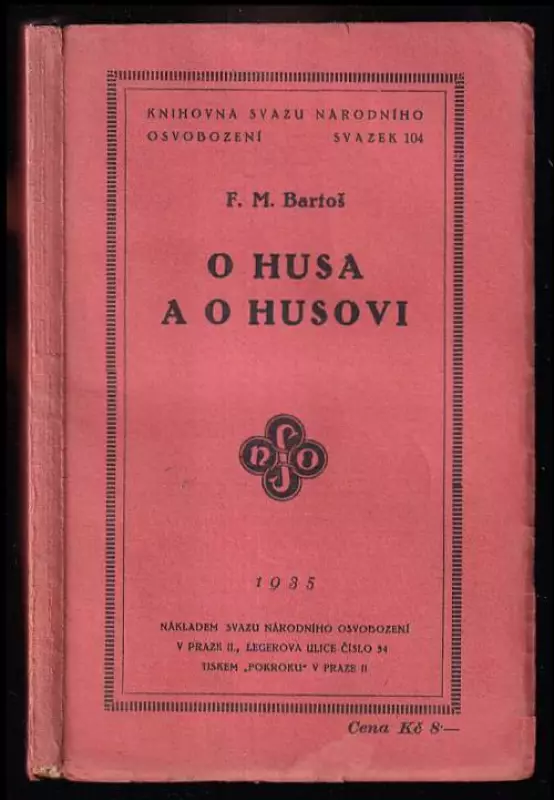 KNIHOVNA SVAZU NÁRODNÍHO
OSVOBOZENÍ SVAZEK 104
F. M. Bartoš
O HUSA
A O HUSOVI
S
N O
J
1935
NÁKLADEM SVAZU NÁRODNÍHO OSVOBOZENÍ
V PRAZE II., LEGEROVA ULICE ČÍSLO 54
TISKEM „POKROKU" V PRAZE II
Cena Kč 8·—